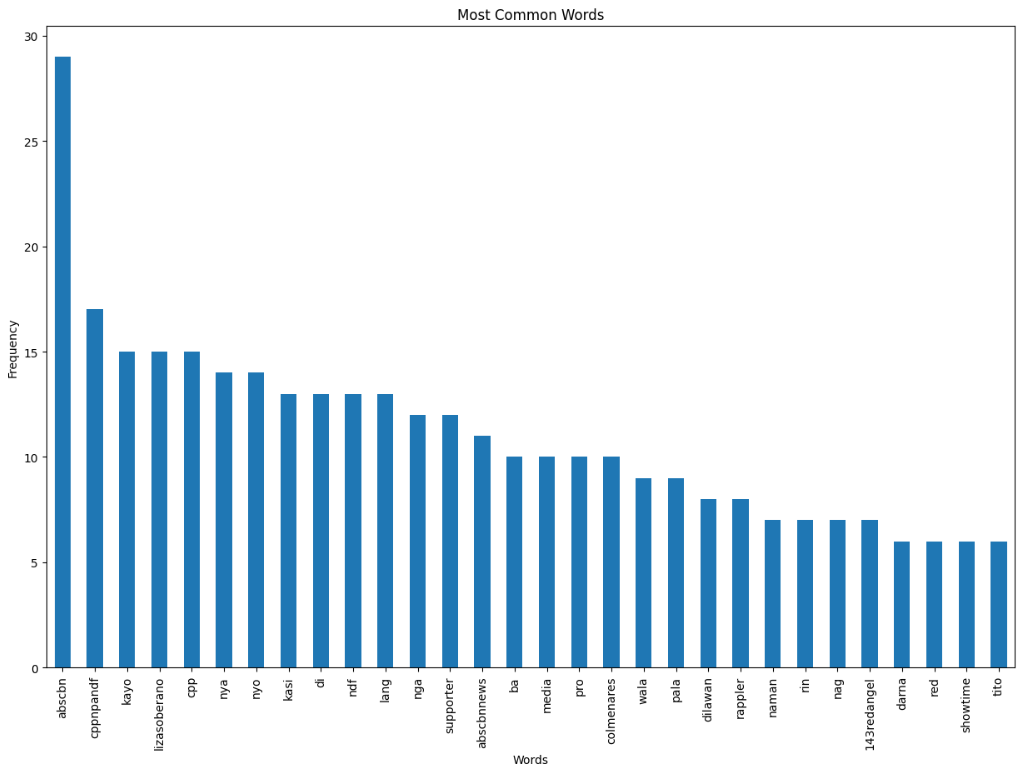 Most Common Words
30
25
20
15
10
5
0
Frequency
abscbn
cppnpandf
kayo
lizasoberano
cpp
nya
nyo
kasi
di
ndf
lang
nga
supporter
abscbnnews
ba
media
pro
colmenares
wala
pala
dilawan
rappler
naman
rin
nag
143redangel
darna
red
showtime
tito
Words